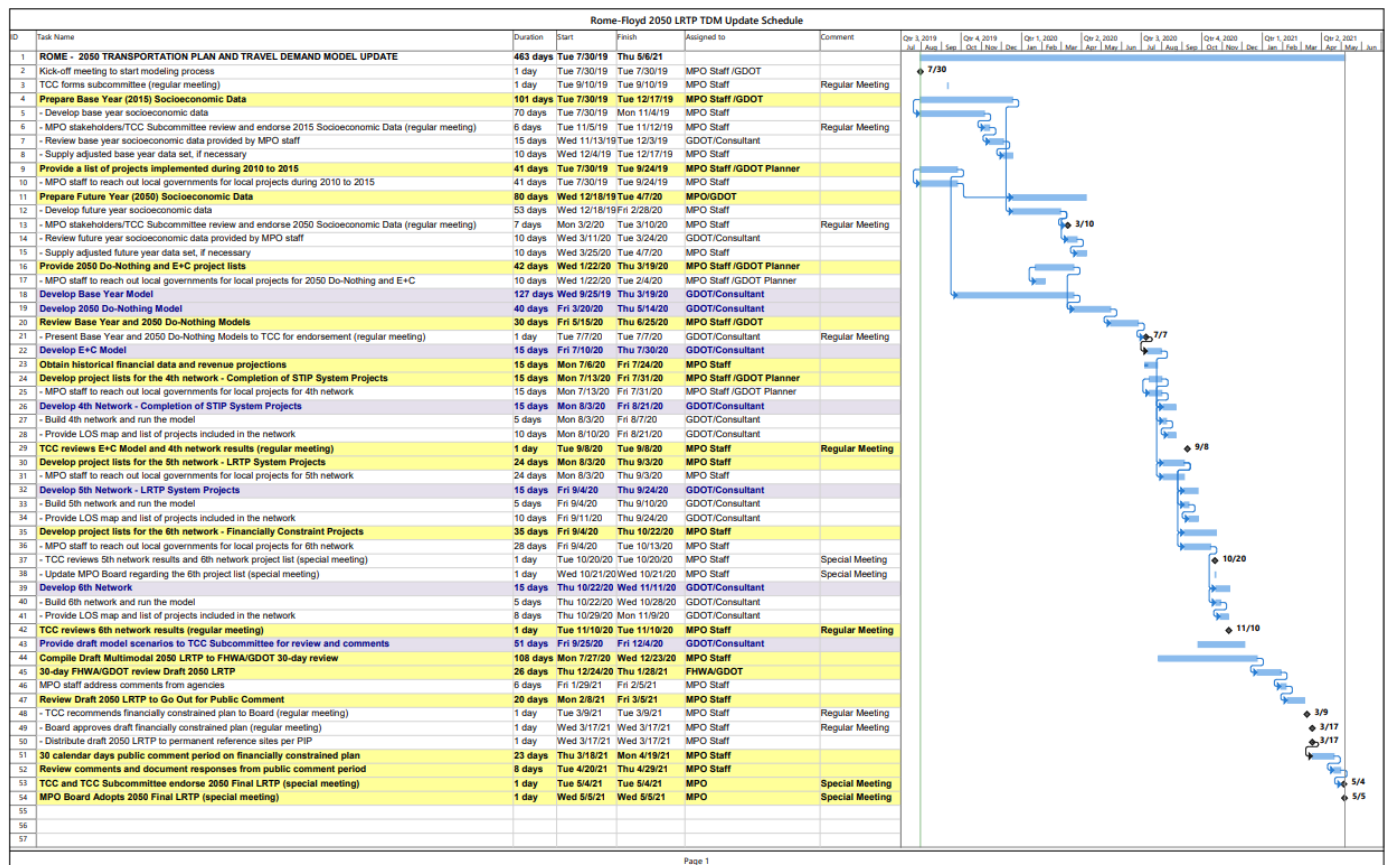 Rome-Floyd 2050 LRTP TDM Update Schedule
ID Task Name Duration Start Finish Assigned to Comment Qtr 3, 2019 Qtr 4, 2019 Qtr 1, 2020 Qtr 2, 2020 Qtr 3, 2020 Qtr 4, 2020 Qtr 1, 2021 Qtr 2, 2021
Jul Aug Sep Oct Nov Dec Jan Feb Mar Apr May Jun Jul Aug Sep Oct Nov Dec Jan Feb Mar Apr May Jun
1 ROME - 2050 TRANSPORTATION PLAN AND TRAVEL DEMAND MODEL UPDATE 463 days Tue 7/30/19 Thu 5/6/21
2 Kick-off meeting to start modeling process 1 day Tue 7/30/19 Tue 7/30/19 MPO Staff /GDOT 7/30
3 TCC forms subcommittee (regular meeting) 1 day Tue 9/10/19 Tue 9/10/19 MPO Staff Regular Meeting
4 Prepare Base Year (2015) Socioeconomic Data 101 days Tue 7/30/19 Tue 12/17/19 MPO Staff /GDOT
5 - Develop base year socioeconomic data 70 days Tue 7/30/19 Mon 11/4/19 MPO Staff
6 - MPO stakeholders/TCC Subcommittee review and endorse 2015 Socioeconomic Data (regular meeting) 6 days Tue 11/5/19 Tue 11/12/19 MPO Staff Regular Meeting
7 - Review base year socioeconomic data provided by MPO staff 15 days Wed 11/13/19 Tue 12/3/19 GDOT/Consultant
8 - Supply adjusted base year data set, if necessary 10 days Wed 12/4/19 Tue 12/17/19 MPO Staff
9 Provide a list of projects implemented during 2010 to 2015 41 days Tue 7/30/19 Tue 9/24/19 MPO Staff /GDOT Planner
10 - MPO staff to reach out local governments for local projects during 2010 to 2015 41 days Tue 7/30/19 Tue 9/24/19 MPO Staff
11 Prepare Future Year (2050) Socioeconomic Data 80 days Wed 12/18/19 Tue 4/7/20 MPO/GDOT
12 - Develop future year socioeconomic data 53 days Wed 12/18/19 Fri 2/28/20 MPO Staff
13 - MPO stakeholders/TCC Subcommittee review and endorse 2050 Socioeconomic Data (regular meeting) 7 days Mon 3/2/20 Tue 3/10/20 MPO Staff Regular Meeting 3/10
14 - Review future year socioeconomic data provided by MPO staff 10 days Wed 3/11/20 Tue 3/24/20 GDOT/Consultant
15 - Supply adjusted future year data set, if necessary 10 days Wed 3/25/20 Tue 4/7/20 MPO Staff
16 Provide 2050 Do-Nothing and E+C project lists 42 days Wed 1/22/20 Thu 3/19/20 MPO Staff /GDOT Planner
17 - MPO staff to reach out local governments for local projects for 2050 Do-Nothing and E+C 10 days Wed 1/22/20 Tue 2/4/20 MPO Staff /GDOT Planner
18 Develop Base Year Model 127 days Wed 9/25/19 Thu 3/19/20 GDOT/Consultant
19 Develop 2050 Do-Nothing Model 40 days Fri 3/20/20 Thu 5/14/20 GDOT/Consultant
20 Review Base Year and 2050 Do-Nothing Models 30 days Fri 5/15/20 Thu 6/25/20 MPO Staff /GDOT
21 - Present Base Year and 2050 Do-Nothing Models to TCC for endorsement (regular meeting) 1 day Tue 7/7/20 Tue 7/7/20 GDOT/Consultant Regular Meeting 7/7
22 Develop E+C Model 15 days Fri 7/10/20 Thu 7/30/20 GDOT/Consultant
23 Obtain historical financial data and revenue projections 15 days Mon 7/6/20 Fri 7/24/20 MPO Staff
24 Develop project lists for the 4th network - Completion of STIP System Projects 15 days Mon 7/13/20 Fri 7/31/20 MPO Staff /GDOT Planner
25 - MPO staff to reach out local governments for local projects for 4th network 15 days Mon 7/13/20 Fri 7/31/20 MPO Staff /GDOT Planner
26 Develop 4th Network - Completion of STIP System Projects 15 days Mon 8/3/20 Fri 8/21/20 GDOT/Consultant
27 - Build 4th network and run the model 5 days Mon 8/3/20 Fri 8/7/20 GDOT/Consultant
28 - Provide LOS map and list of projects included in the network 10 days Mon 8/10/20 Fri 8/21/20 GDOT/Consultant
29 TCC reviews E+C Model and 4th network results (regular meeting) 1 day Tue 9/8/20 Tue 9/8/20 MPO Staff Regular Meeting 9/8
30 Develop project lists for the 5th network - LRTP System Projects 24 days Mon 8/3/20 Thu 9/3/20 MPO Staff
31 - MPO staff to reach out local governments for local projects for 5th network 24 days Mon 8/3/20 Thu 9/3/20 MPO Staff
32 Develop 5th Network - LRTP System Projects 15 days Fri 9/4/20 Thu 9/24/20 GDOT/Consultant
33 - Build 5th network and run the model 5 days Fri 9/4/20 Thu 9/10/20 GDOT/Consultant
34 - Provide LOS map and list of projects included in the network 10 days Fri 9/11/20 Thu 9/24/20 GDOT/Consultant
35 Develop project lists for the 6th network - Financially Constraint Projects 35 days Fri 9/4/20 Thu 10/22/20 MPO Staff
36 - MPO staff to reach out local governments for local projects for 6th network 28 days Fri 9/4/20 Tue 10/13/20 MPO Staff
37 - TCC reviews 5th network results and 6th network project list (special meeting) 1 day Tue 10/20/20 Tue 10/20/20 MPO Staff Special Meeting 10/20
38 - Update MPO Board regarding the 6th project list (special meeting) 1 day Wed 10/21/20 Wed 10/21/20 MPO Staff Special Meeting
39 Develop 6th Network 15 days Thu 10/22/20 Wed 11/11/20 GDOT/Consultant
40 - Build 6th network and run the model 5 days Thu 10/22/20 Wed 10/28/20 GDOT/Consultant
41 - Provide LOS map and list of projects included in the network 8 days Thu 10/29/20 Mon 11/9/20 GDOT/Consultant
42 TCC reviews 6th network results (regular meeting) 1 day Tue 11/10/20 Tue 11/10/20 MPO Staff Regular Meeting 11/10
43 Provide draft model scenarios to TCC Subcommittee for review and comments 51 days Fri 9/25/20 Fri 12/4/20 GDOT/Consultant
44 Compile Draft Multimodal 2050 LRTP to FHWA/GDOT 30-day review 108 days Mon 7/27/20 Wed 12/23/20 MPO Staff
45 30-day FHWA/GDOT review Draft 2050 LRTP 26 days Thu 12/24/20 Thu 1/28/21 FHWA/GDOT
46 MPO staff address comments from agencies 6 days Fri 1/29/21 Fri 2/5/21 MPO Staff
47 Review Draft 2050 LRTP to Go Out for Public Comment 20 days Mon 2/8/21 Fri 3/5/21 MPO Staff
48 - TCC recommends financially constrained plan to Board (regular meeting) 1 day Tue 3/9/21 Tue 3/9/21 MPO Staff Regular Meeting 3/9
49 - Board approves draft financially constrained plan (regular meeting) 1 day Wed 3/17/21 Wed 3/17/21 MPO Staff Regular Meeting 3/17
50 - Distribute draft 2050 LRTP to permanent reference sites per PIP 1 day Wed 3/17/21 Wed 3/17/21 MPO Staff 3/17
51 30 calendar days public comment period on financially constrained plan 23 days Thu 3/18/21 Mon 4/19/21 MPO Staff
52 Review comments and document responses from public comment period 8 days Tue 4/20/21 Thu 4/29/21 MPO Staff
53 TCC and TCC Subcommittee endorse 2050 Final LRTP (special meeting) 1 day Tue 5/4/21 Tue 5/4/21 MPO Special Meeting 5/4
54 MPO Board Adopts 2050 Final LRTP (special meeting) 1 day Wed 5/5/21 Wed 5/5/21 MPO Special Meeting 5/5
55
56
57
Page 1